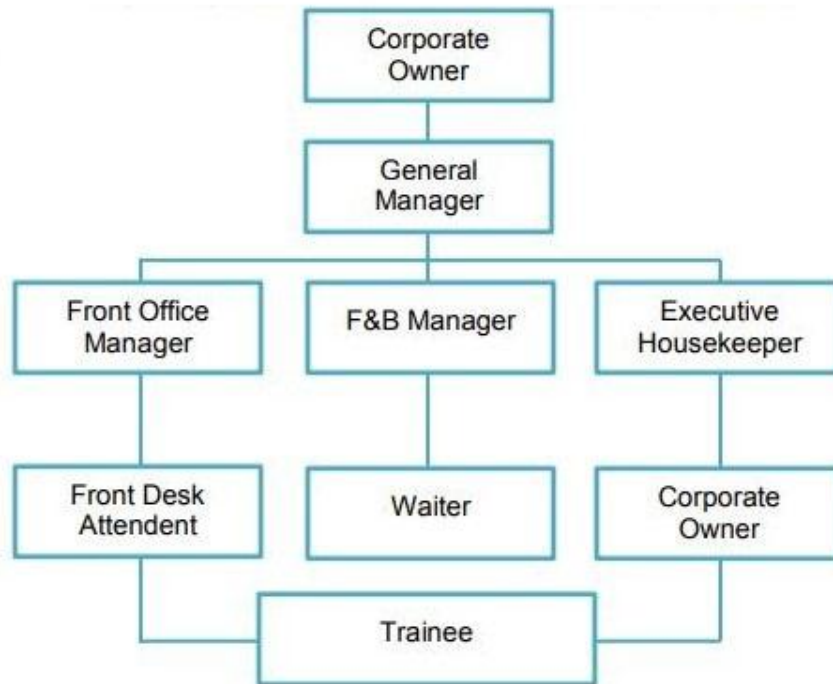 Corporate
Owner
General
Manager
Front Office
Manager
F&B Manager
Executive
Housekeeper
Front Desk
Attendent
Waiter
Corporate
Owner
Trainee